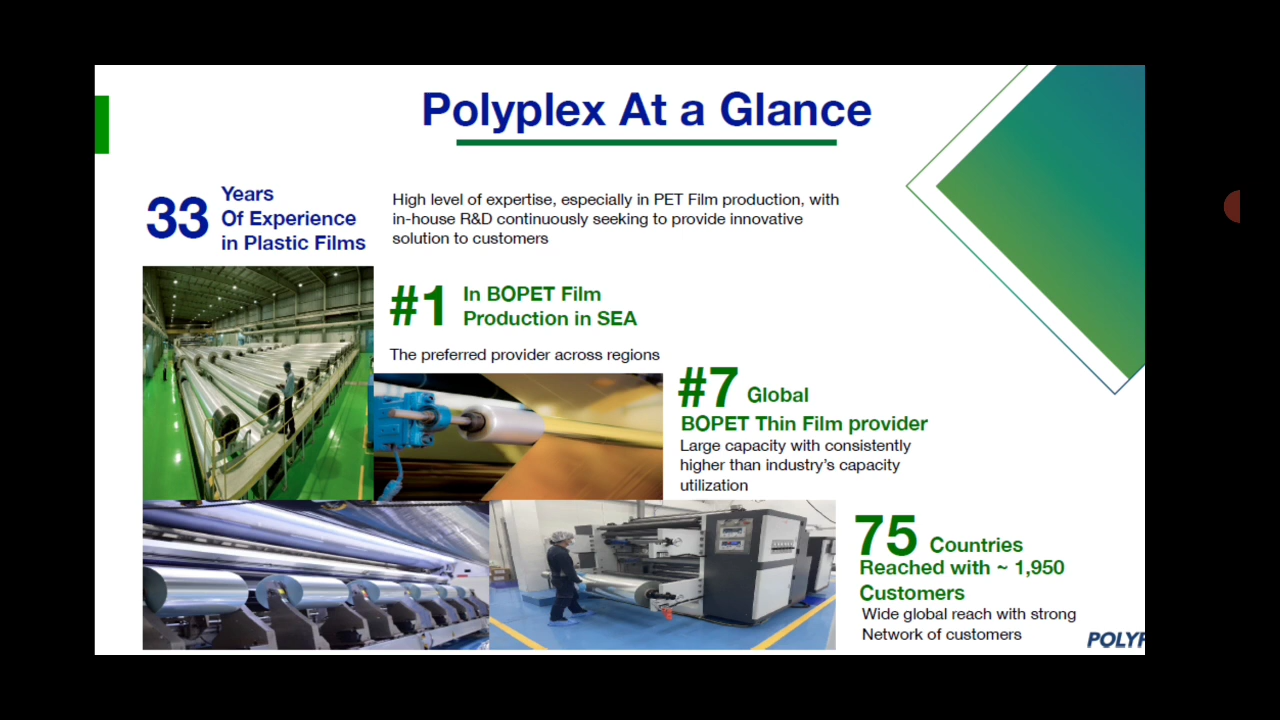 Polyplex At a Glance
33
Years
Of Experience
in Plastic Films
High level of expertise, especially in PET Film production, with
in-house R&D continuously seeking to provide innovative
solution to customers
#1
In BOPET Film
Production in SEA
The preferred provider across regions
#7 Global
BOPET Thin Film provider
Large capacity with consistently
higher than industry's capacity
utilization
75 Countries
Reached with ~ 1,950
Customers
Wide global reach with strong
Network of customers